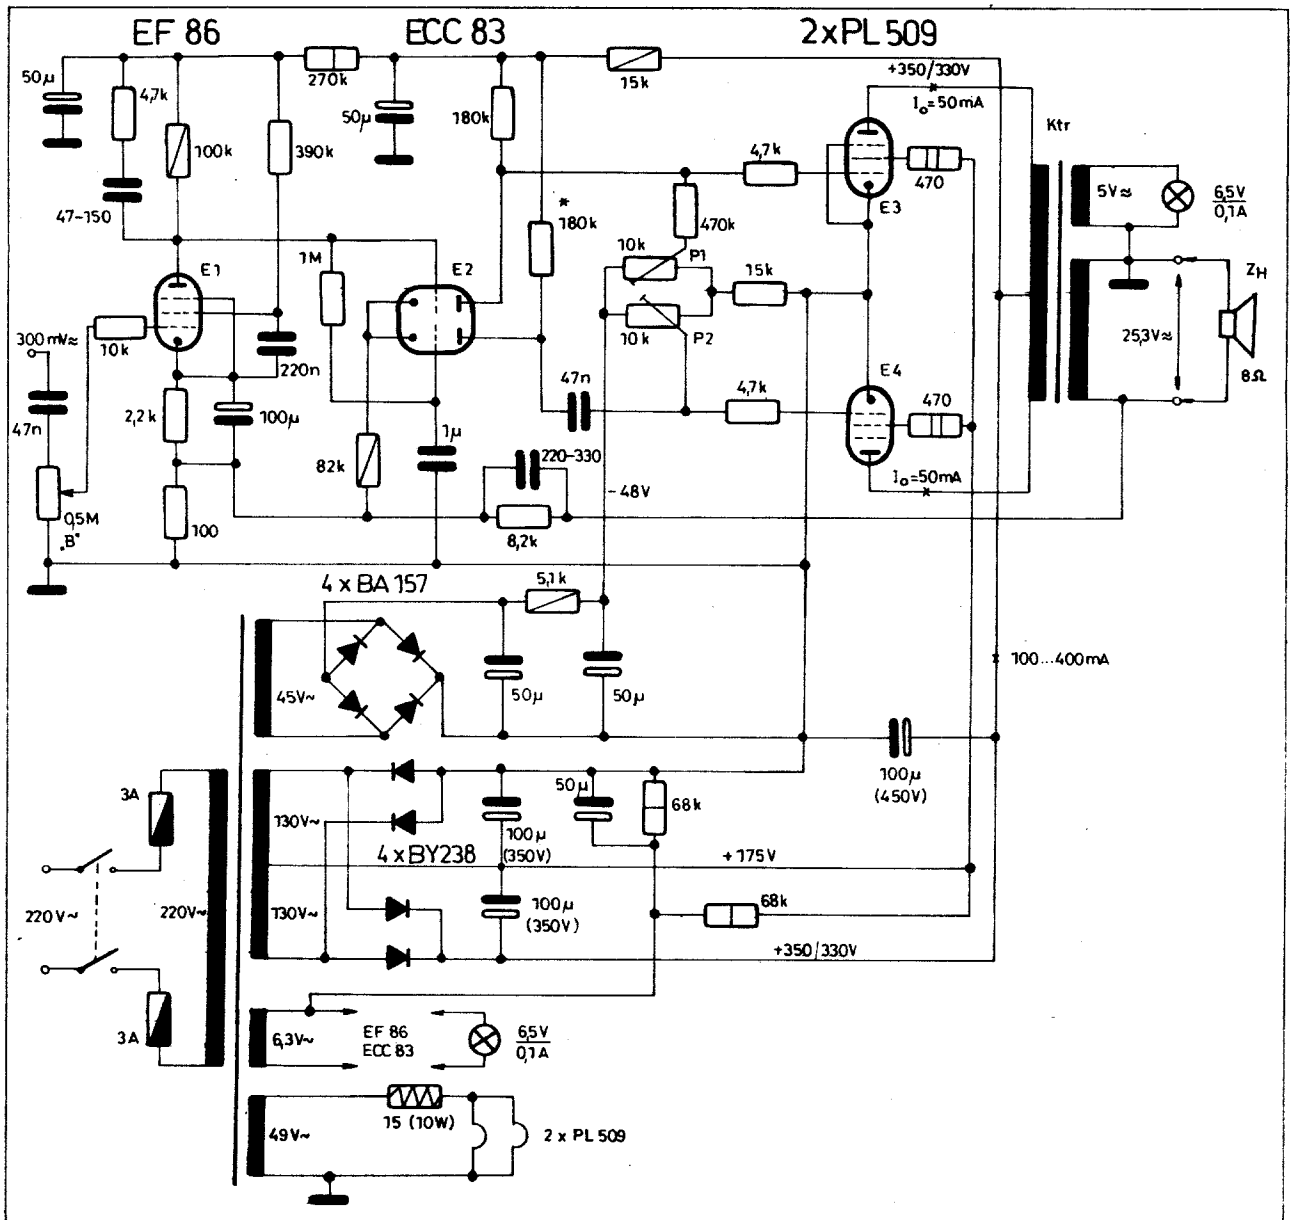 EF 86
ECC 83
2xPL509
50µ
4,7k
100k
270k
390k
50µ
180k
15k
+350/330V
I₀=50mA
Ktr
47-150
*
180k
4,7k
470
470k
E3
5V≈
6,5V
0,1A
E1
1M
E2
10k
P1
15k
ZH
300mV≈
10k
220n
10k
P2
25,3V≈
8Ω
47n
2,2k
100µ
47n
4,7k
E4
470
82k
1µ
220-330
-48V
I₀=50mA
0,5M
"B"
100
8,2k
4 x BA 157
5,1k
45V~
50µ
50µ
100...400mA
3A
130V~
100µ
(350V)
50µ
68k
100µ
(450V)
4 x BY238
+175V
220V~
220V~
130V~
100µ
(350V)
68k
+350/330V
3A
6,3V~
EF 86
ECC 83
6,5V
0,1A
49V~
15 (10W)
2 x PL 509